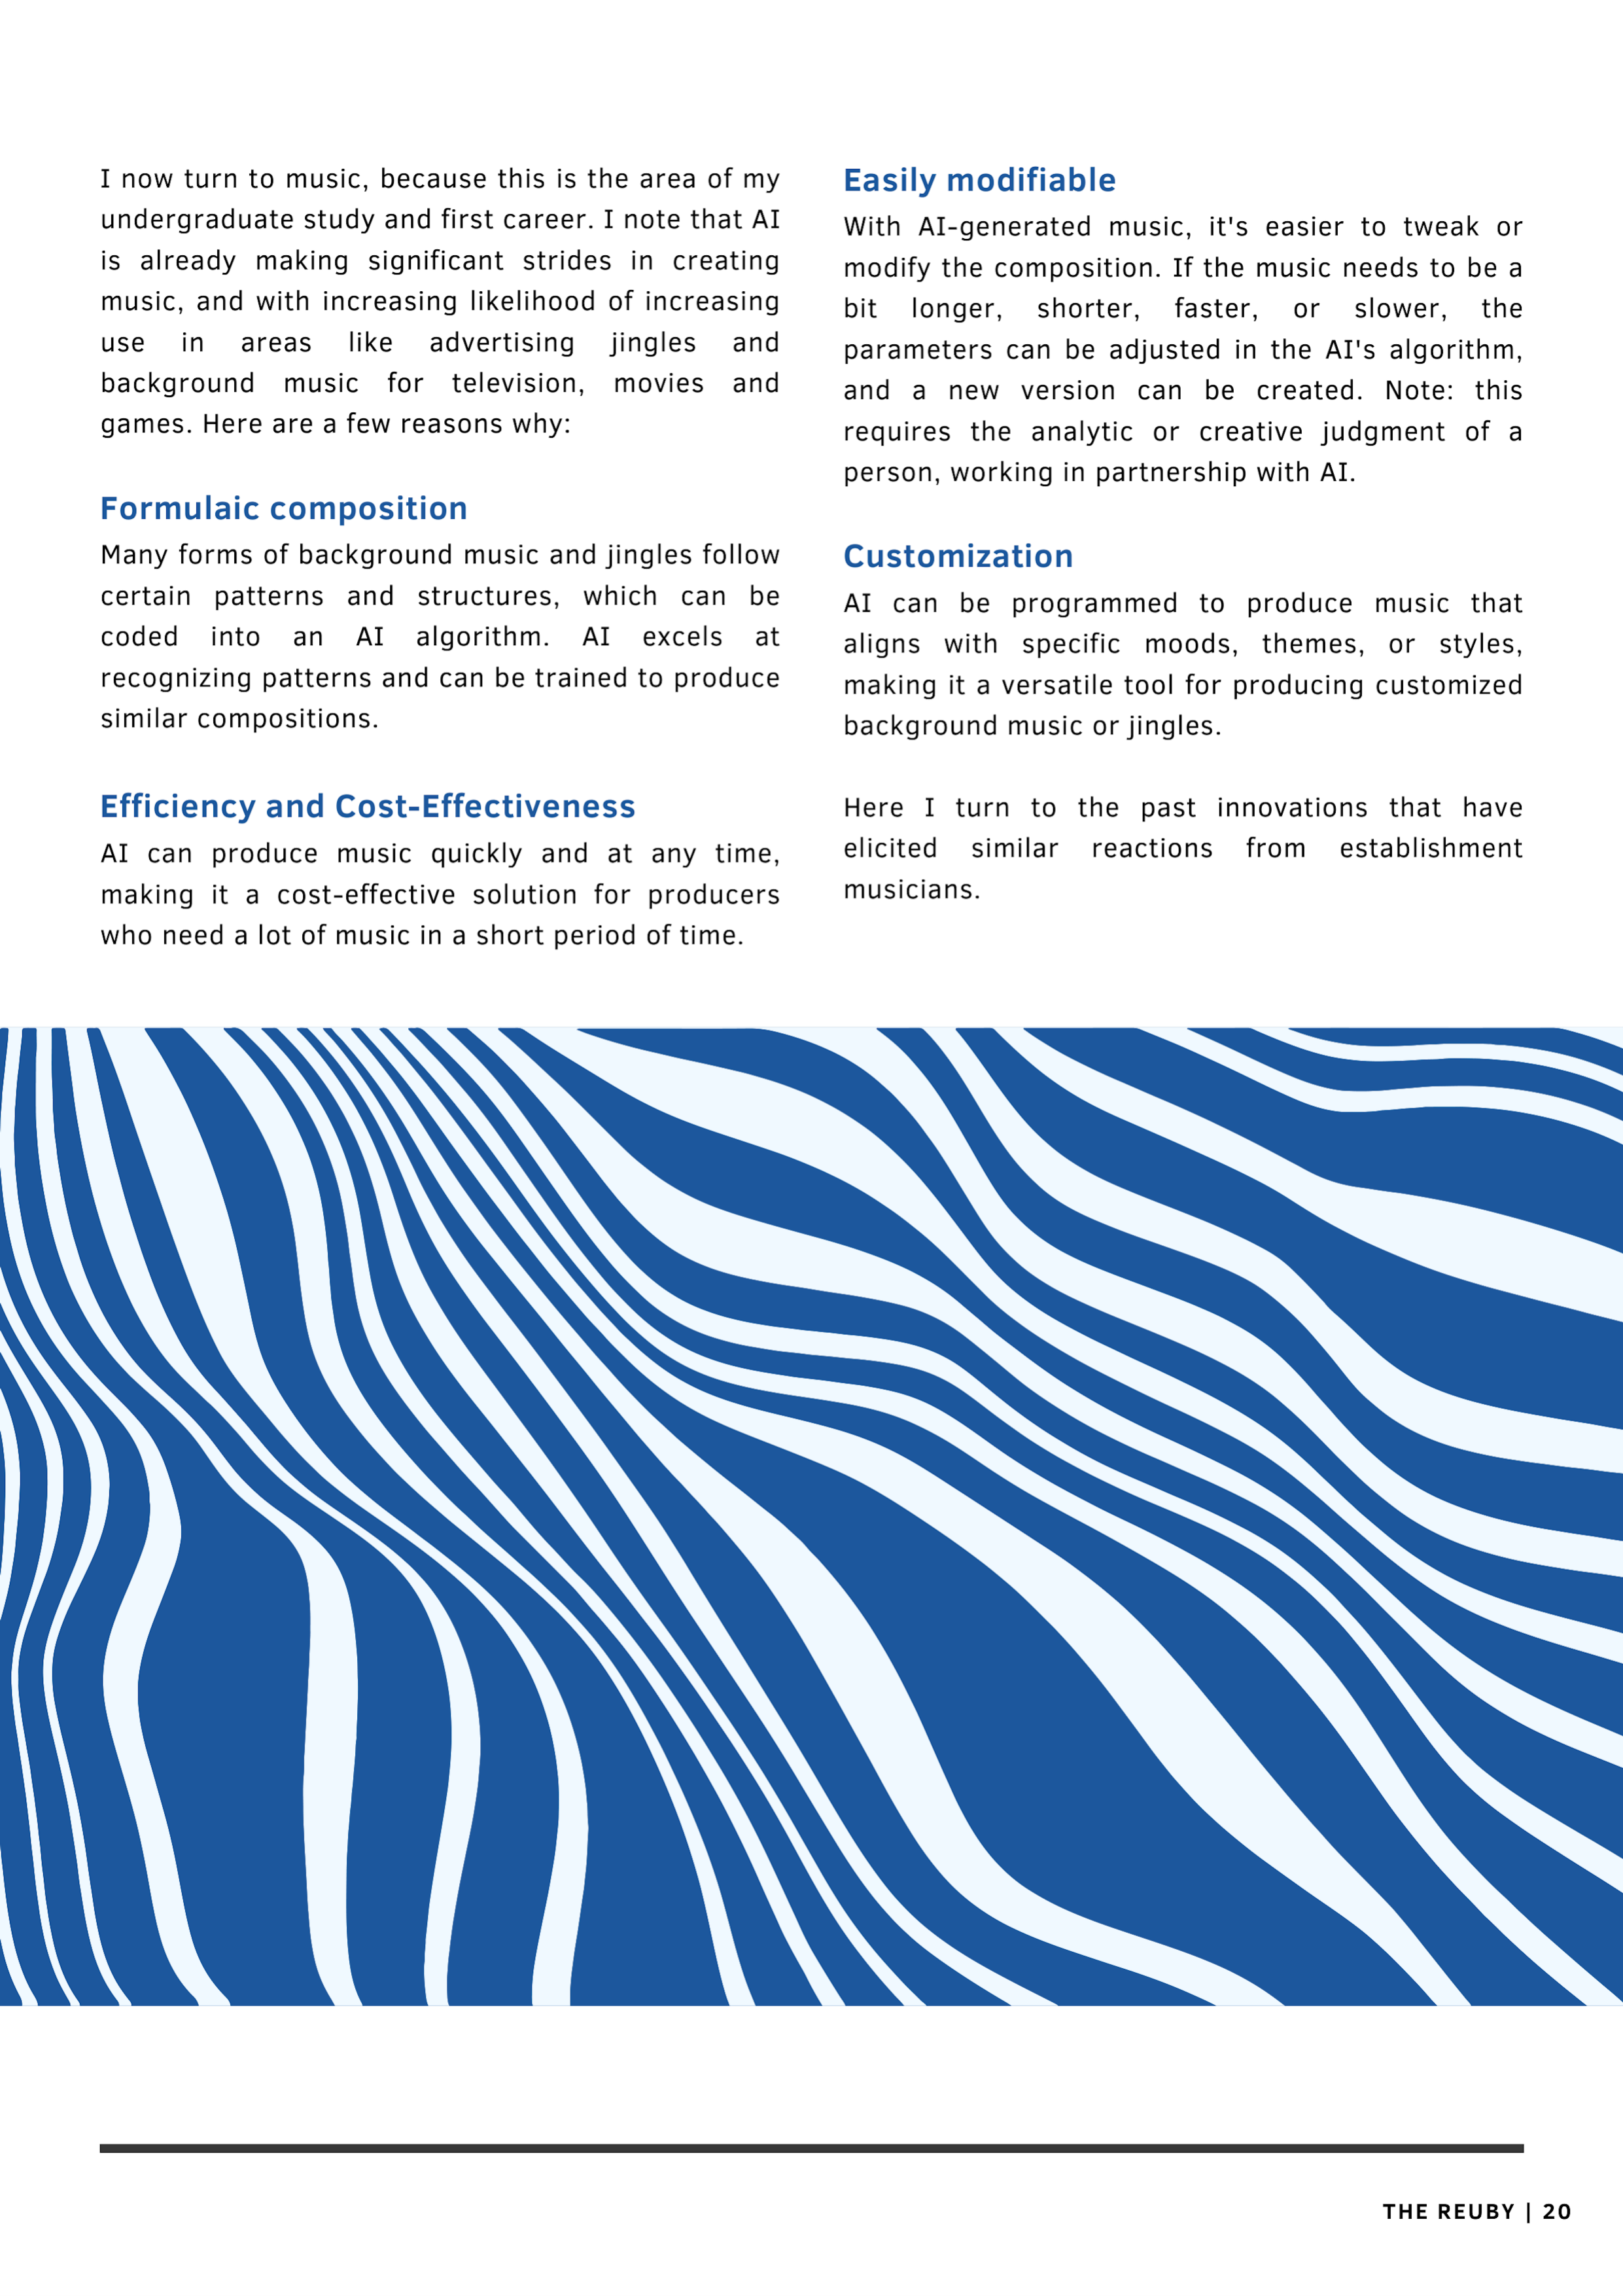 I now turn to music, because this is the area of my
undergraduate study and first career. I note that AI
is already making significant strides in creating
music, and with increasing likelihood of increasing
use in areas like advertising jingles and
background music for television, movies and
games. Here are a few reasons why:
Formulaic composition
Many forms of background music and jingles follow
certain patterns and structures, which can be
coded into an AI algorithm. AI excels at
recognizing patterns and can be trained to produce
similar compositions.
Efficiency and Cost-Effectiveness
AI can produce music quickly and at any time,
making it a cost-effective solution for producers
who need a lot of music in a short period of time.
Easily modifiable
With AI-generated music, it's easier to tweak or
modify the composition. If the music needs to be a
bit longer, shorter, faster, or slower, the
parameters can be adjusted in the AI's algorithm,
and a new version can be created. Note: this
requires the analytic or creative judgment of a
person, working in partnership with AI.
Customization
AI can be programmed to produce music that
aligns with specific moods, themes, or styles,
making it a versatile tool for producing customized
background music or jingles.
Here I turn to the past innovations that have
elicited similar reactions from establishment
musicians.
THE REUBY | 20